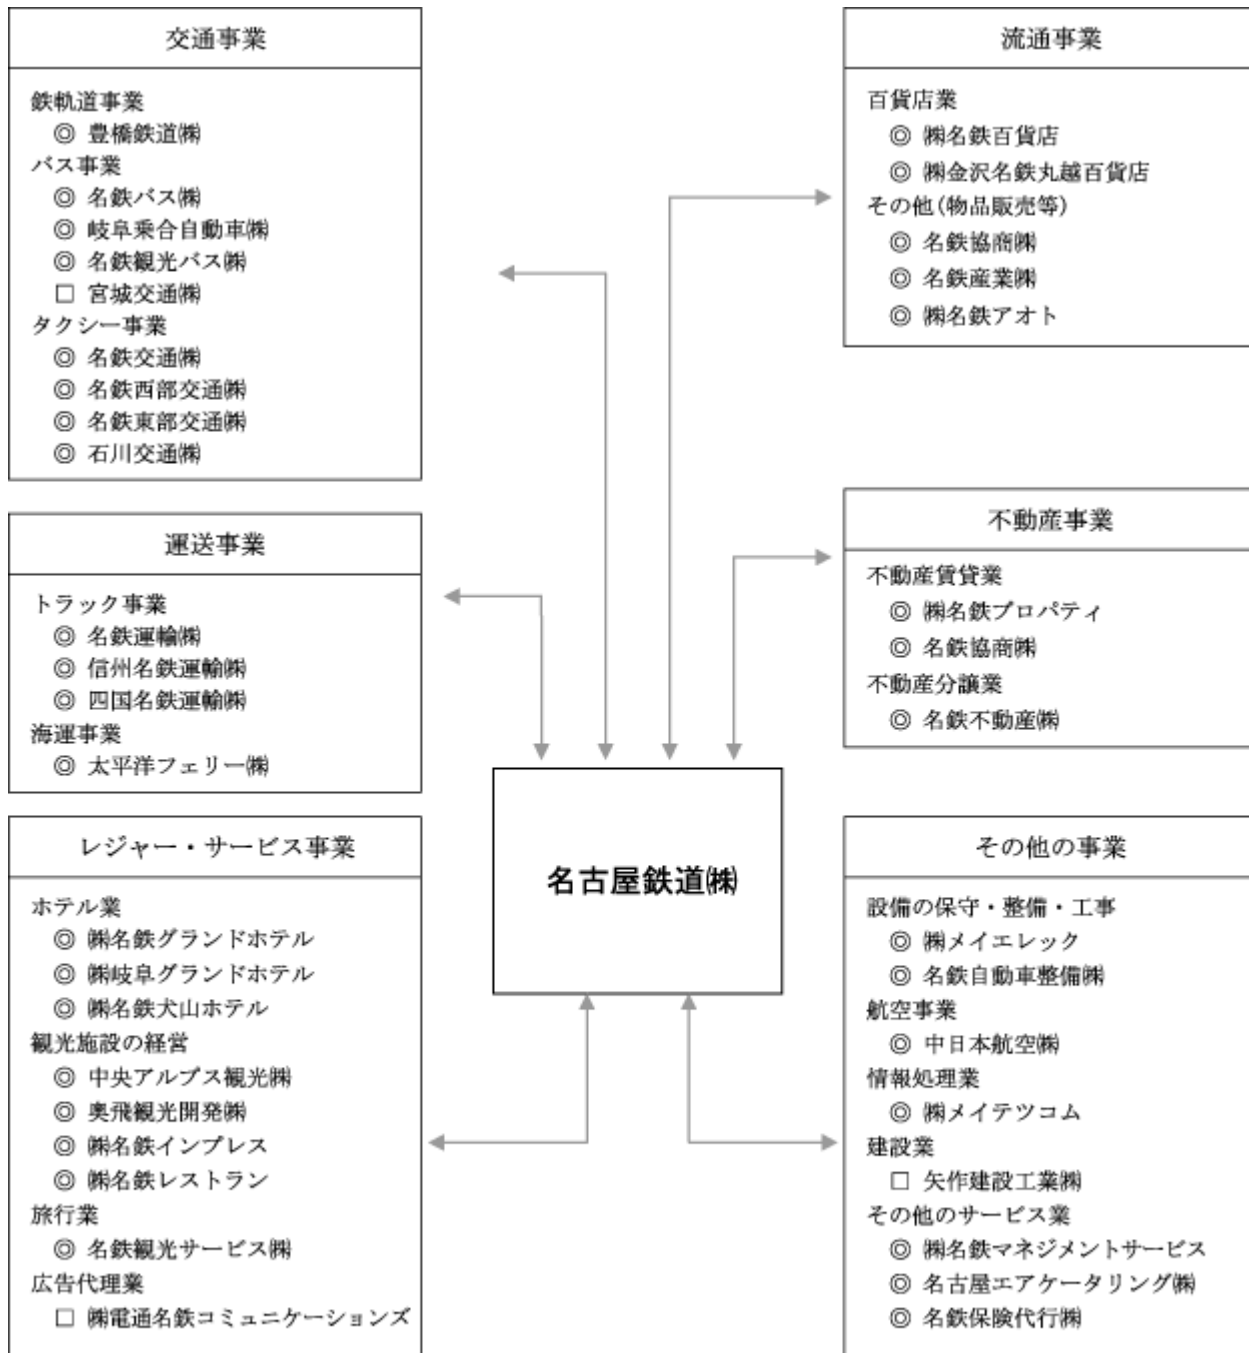 交通事業
鉄軌道事業
◎ 豊橋鉄道㈱
バス事業
◎ 名鉄バス㈱
◎ 岐阜乗合自動車㈱
◎ 名鉄観光バス㈱
□ 宮城交通㈱
タクシー事業
◎ 名鉄交通㈱
◎ 名鉄西部交通㈱
◎ 名鉄東部交通㈱
◎ 石川交通㈱
運送事業
トラック事業
◎ 名鉄運輸㈱
◎ 信州名鉄運輸㈱
◎ 四国名鉄運輸㈱
海運事業
◎ 太平洋フェリー㈱
レジャー・サービス事業
ホテル業
◎ ㈱名鉄グランドホテル
◎ ㈱岐阜グランドホテル
◎ ㈱名鉄犬山ホテル
観光施設の経営
◎ 中央アルプス観光㈱
◎ 奥飛観光開発㈱
◎ ㈱名鉄インプレス
◎ ㈱名鉄レストラン
旅行業
◎ 名鉄観光サービス㈱
広告代理業
□ ㈱電通名鉄コミュニケーションズ
名古屋鉄道㈱
流通事業
百貨店業
◎ ㈱名鉄百貨店
◎ ㈱金沢名鉄丸越百貨店
その他(物品販売等)
◎ 名鉄協商㈱
◎ 名鉄産業㈱
◎ ㈱名鉄アオト
不動産事業
不動産賃貸業
◎ ㈱名鉄プロパティ
◎ 名鉄協商㈱
不動産分譲業
◎ 名鉄不動産㈱
その他の事業
設備の保守・整備・工事
◎ ㈱メイエレック
◎ 名鉄自動車整備㈱
航空事業
◎ 中日本航空㈱
情報処理業
◎ ㈱メイテツコム
建設業
□ 矢作建設工業㈱
その他のサービス業
◎ ㈱名鉄マネジメントサービス
◎ 名古屋エアケータリング㈱
◎ 名鉄保険代行㈱